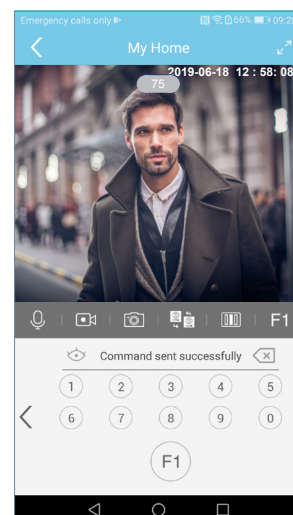 Emergency calls only 66% 09:28
My Home
2019-06-18 12 : 58: 08
75
F1
Command sent successfully
1 2 3 4 5
6 7 8 9 0
F1